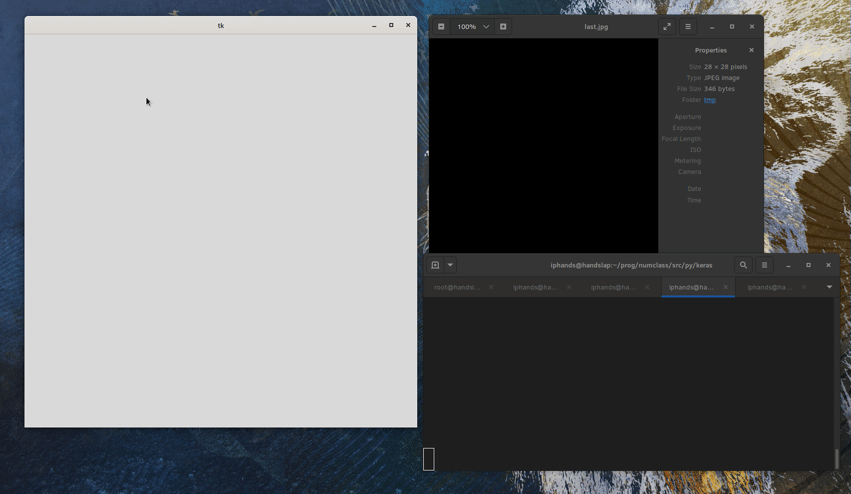 tk
100%
last.jpg
Properties
Size 28 × 28 pixels
Type JPEG image
File Size 346 bytes
Folder tmp
Aperture
Exposure
Focal Length
ISO
Metering
Camera
Date
Time
iphands@handslap:~/prog/numclass/src/py/keras
root@handsl...
iphands@ha...
iphands@ha...
iphands@ha...
iphands@ha...